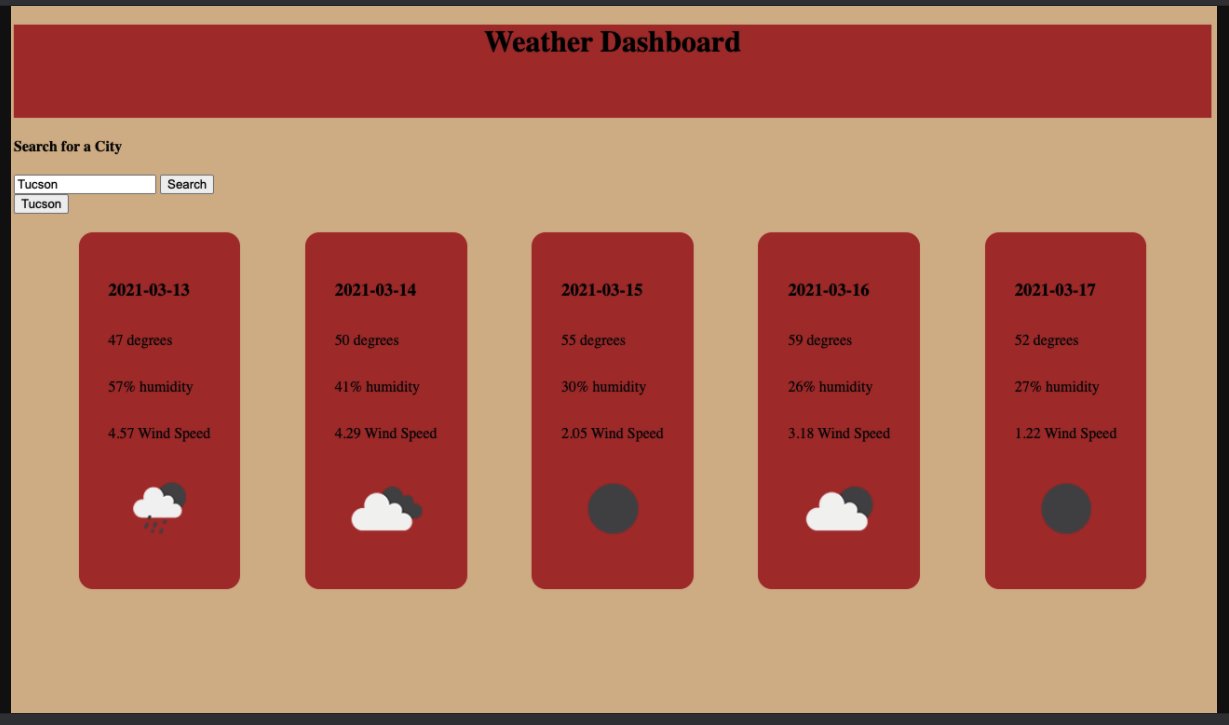 Weather Dashboard
Search for a City
Tucson Search
Tucson
2021-03-13 2021-03-14 2021-03-15 2021-03-16 2021-03-17
47 degrees 50 degrees 55 degrees 59 degrees 52 degrees
57% humidity 41% humidity 30% humidity 26% humidity 27% humidity
4.57 Wind Speed 4.29 Wind Speed 2.05 Wind Speed 3.18 Wind Speed 1.22 Wind Speed